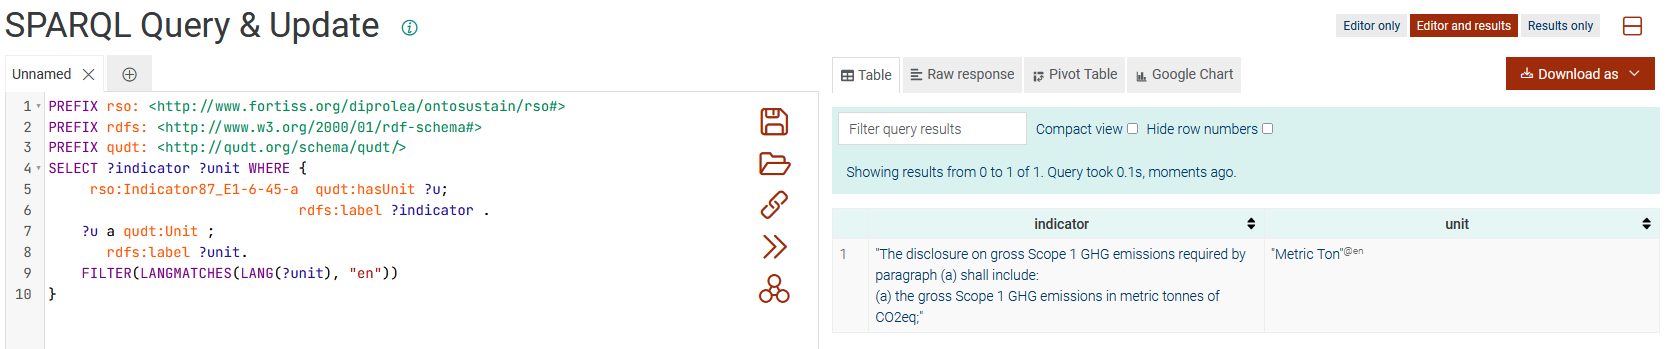 SPARQL Query & Update
Editor only
Editor and results
Results only
Unnamed
Table
Raw response
Pivot Table
Google Chart
Download as
1 PREFIX rso: <http://www.fortiss.org/diprolea/ontosustain/rso#>
2 PREFIX rdfs: <http://www.w3.org/2000/01/rdf-schema#>
3 PREFIX qudt: <http://qudt.org/schema/qudt/>
4 SELECT ?indicator ?unit WHERE {
5 rso:Indicator87_E1-6-45-a qudt:hasUnit ?u;
6 rdfs:label ?indicator .
7 ?u a qudt:Unit ;
8 rdfs:label ?unit.
9 FILTER(LANGMATCHES(LANG(?unit), "en"))
10 }
Filter query results
Compact view
Hide row numbers
Showing results from 0 to 1 of 1. Query took 0.1s, moments ago.
indicator unit
1 "The disclosure on gross Scope 1 GHG emissions required by "Metric Ton"@en
paragraph (a) shall include:
(a) the gross Scope 1 GHG emissions in metric tonnes of
CO2eq;"